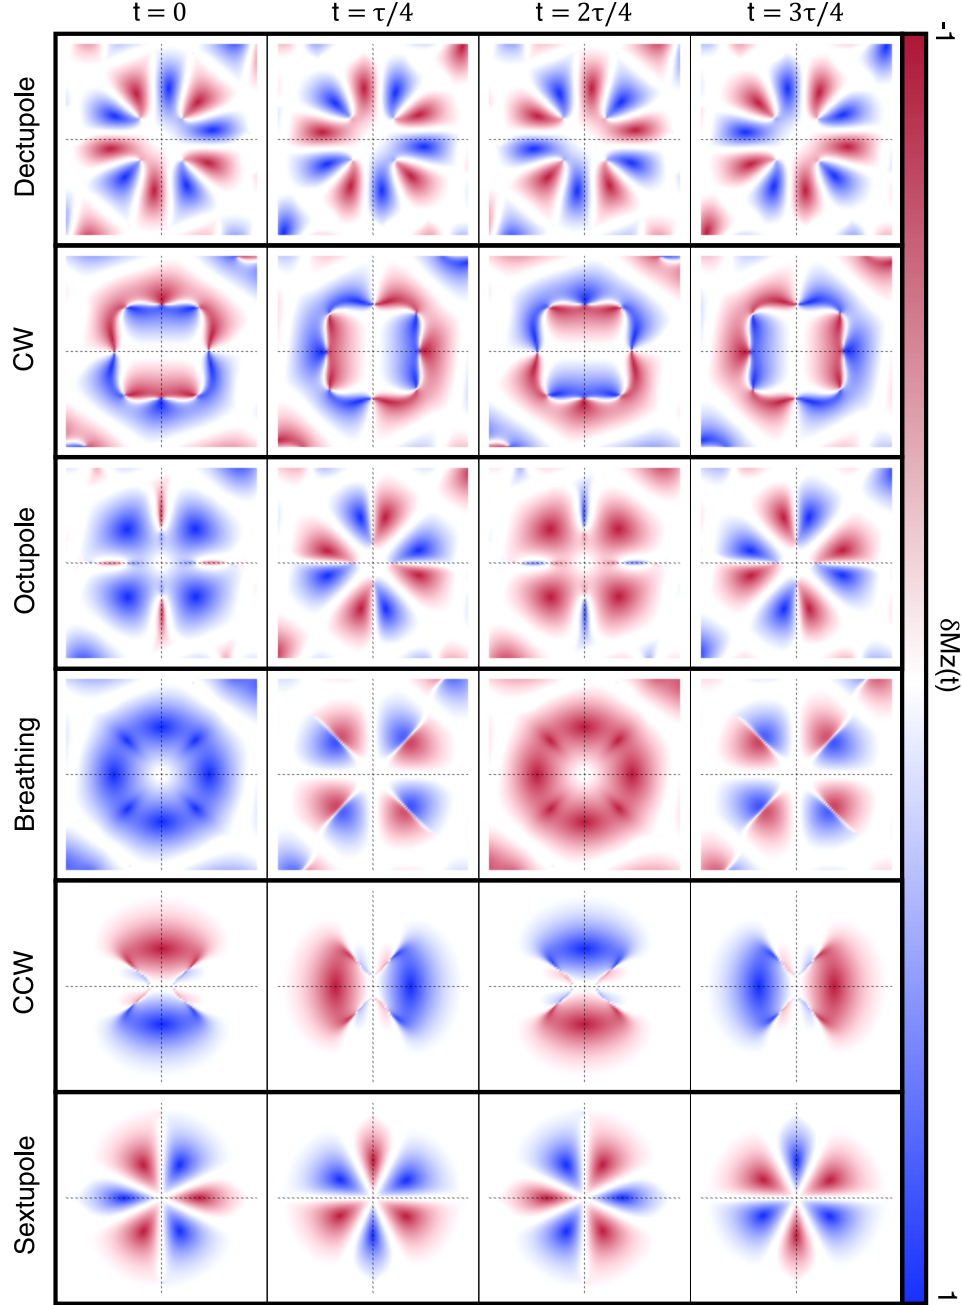 t = 0
t = τ/4
t = 2τ/4
t = 3τ/4
-1
Dectupole
CW
Octupole
δMz(t)
Breathing
CCW
Sextupole
1